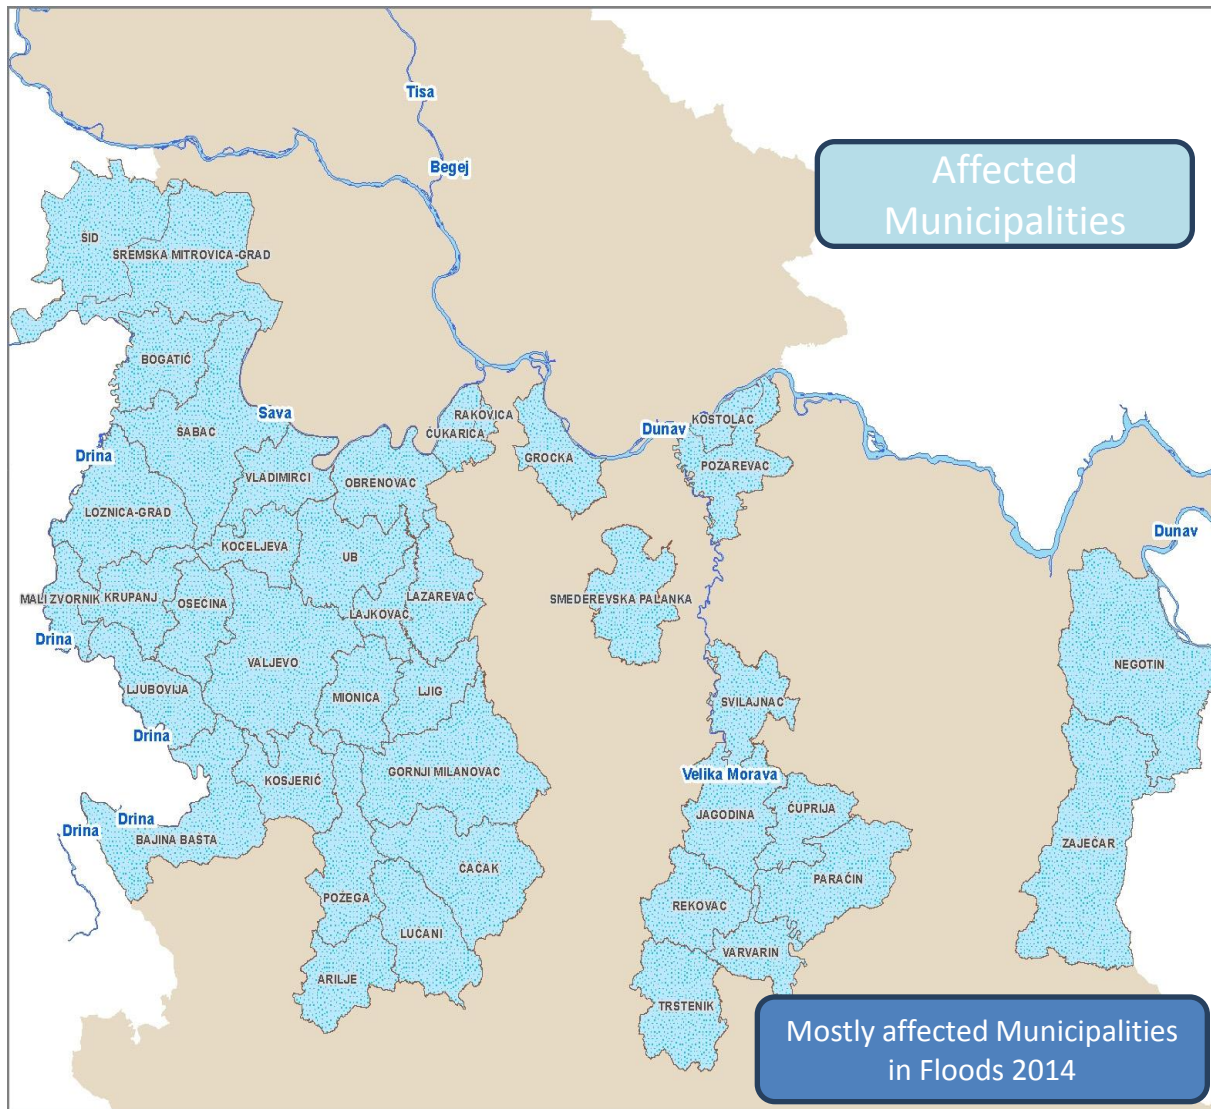 Tisa
Begej
Affected
Municipalities
ŠID
SREMSKA MITROVICA-GRAD
BOGATIĆ
Sava
RAKOVICA
ČUKARICA
KOSTOLAC
Dunav
ŠABAC
Drina
GROCKA
POŽAREVAC
VLADIMIRCI
OBRENOVAC
LOZNICA-GRAD
Dunav
KOCELJEVA
UB
MALI ZVORNIK
KRUPANJ
OSEČINA
LAJKOVAC
LAZAREVAC
SMEDEREVSKA PALANKA
Drina
VALJEVO
NEGOTIN
LJUBOVIJA
MIONICA
LJIG
SVILAJNAC
Drina
KOSJERIĆ
GORNJI MILANOVAC
Velika Morava
JAGODINA
ĆUPRIJA
Drina
Drina
BAJINA BAŠTA
ZAJEČAR
ČAČAK
PARAĆIN
POŽEGA
REKOVAC
LUČANI
VARVARIN
ARILJE
TRSTENIK
Mostly affected Municipalities
in Floods 2014